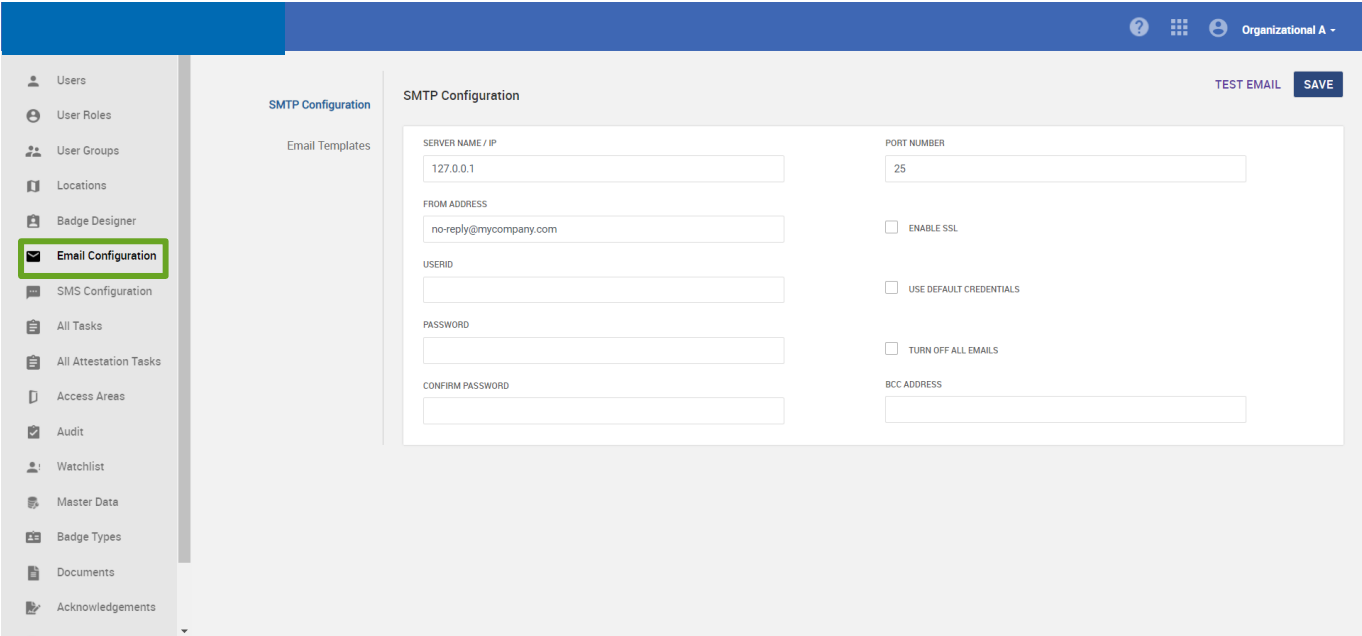 Organizational A
Users
User Roles
User Groups
Locations
Badge Designer
Email Configuration
SMS Configuration
All Tasks
All Attestation Tasks
Access Areas
Audit
Watchlist
Master Data
Badge Types
Documents
Acknowledgements
SMTP Configuration
Email Templates
SMTP Configuration
TEST EMAIL
SAVE
SERVER NAME / IP
127.0.0.1
PORT NUMBER
25
FROM ADDRESS
no-reply@mycompany.com
ENABLE SSL
USERID
USE DEFAULT CREDENTIALS
PASSWORD
TURN OFF ALL EMAILS
CONFIRM PASSWORD
BCC ADDRESS